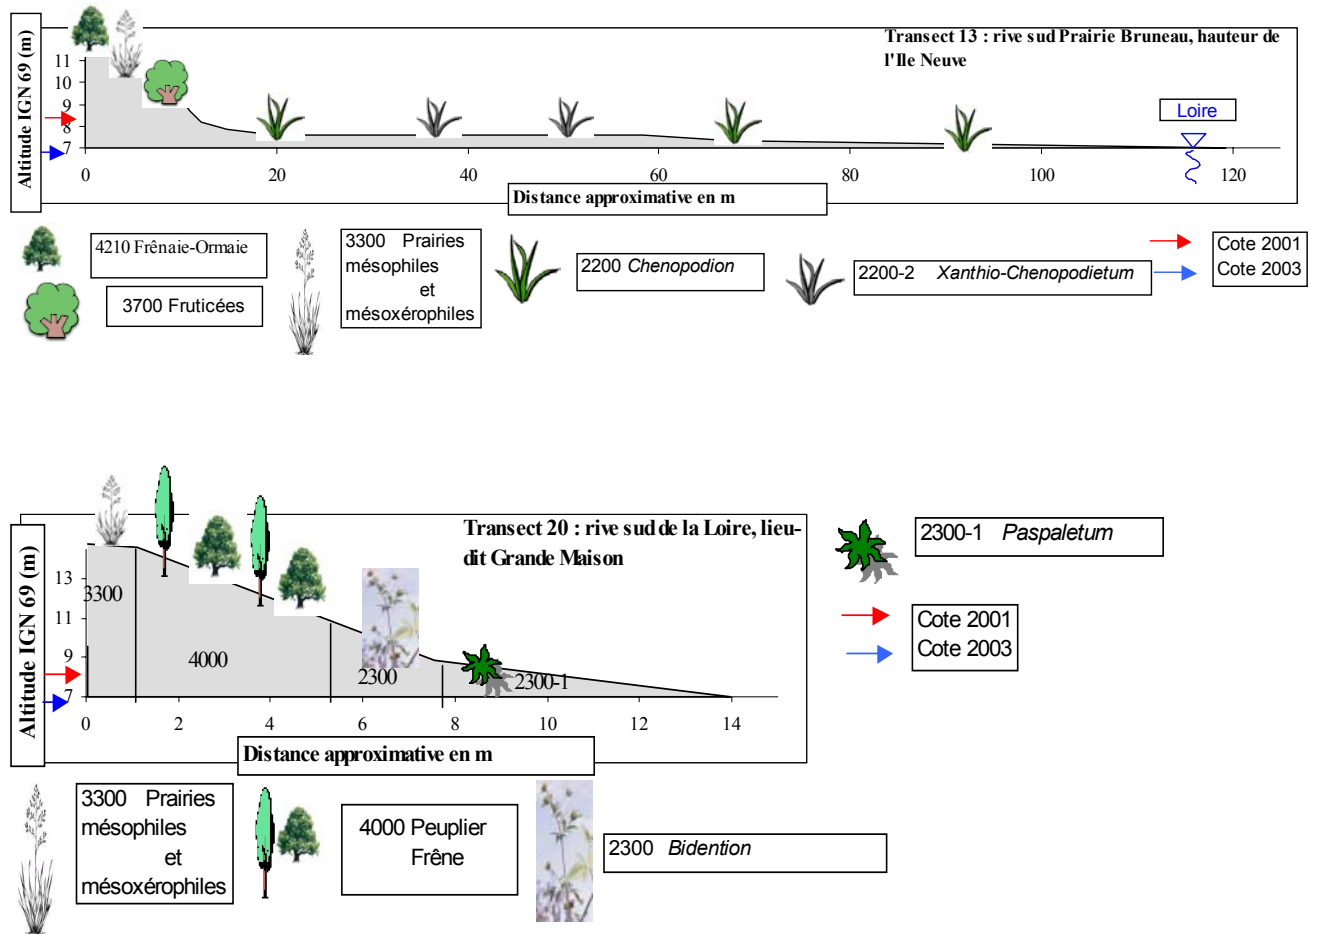 Transect 13 : rive sud Prairie Bruneau, hauteur de
l'Ile Neuve
Altitude IGN 69 (m)
11
10
9
8
7
Loire
0 20 40 60 80 100 120
Distance approximative en m
4210 Frênaie-Ormaie
3700 Fruticées
3300 Prairies
mésophiles
et
mésoxérophiles
2200 Chenopodion
2200-2 Xanthio-Chenopodietum
Cote 2001
Cote 2003
Transect 20 : rive sud de la Loire, lieu-
dit Grande Maison
Altitude IGN 69 (m)
13
11
9
7
3300
4000
2300
2300-1
0 2 4 6 8 10 12 14
Distance approximative en m
2300-1 Paspaletum
Cote 2001
Cote 2003
3300 Prairies
mésophiles
et
mésoxérophiles
4000 Peuplier
Frêne
2300 Bidention